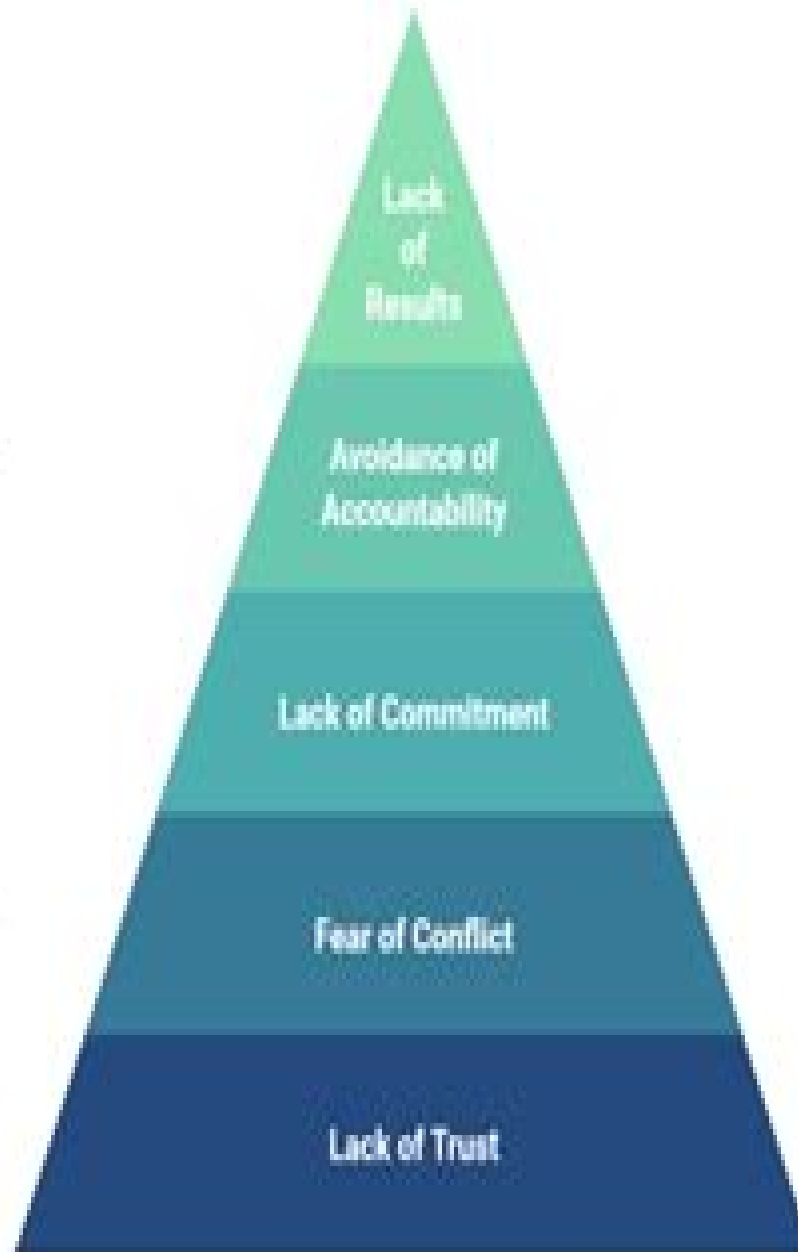 Lack
of
Results
Avoidance of
Accountability
Lack of Commitment
Fear of Conflict
Lack of Trust